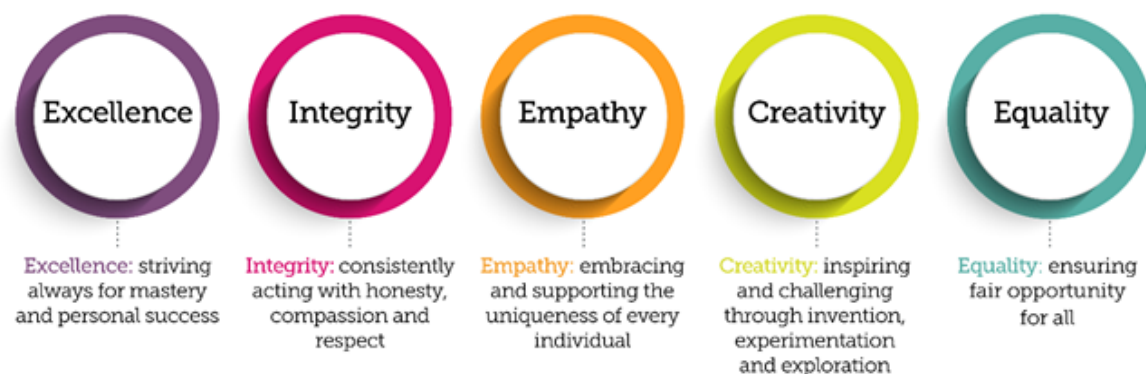 Excellence
Integrity
Empathy
Creativity
Equality
Excellence: striving
always for mastery
and personal success
Integrity: consistently
acting with honesty,
compassion and
respect
Empathy: embracing
and supporting the
uniqueness of every
individual
Creativity: inspiring
and challenging
through invention,
experimentation
and exploration
Equality: ensuring
fair opportunity
for all